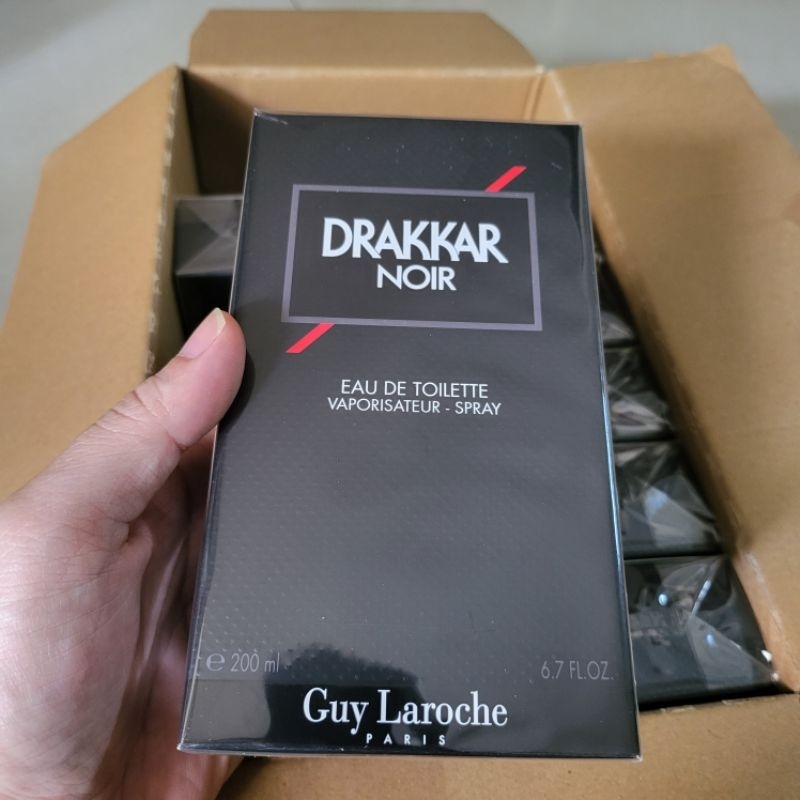 DRAKKAR
NOIR
EAU DE TOILETTE
VAPORISATEUR - SPRAY
℮ 200 ml
6.7 FL.OZ.
Guy Laroche
PARIS